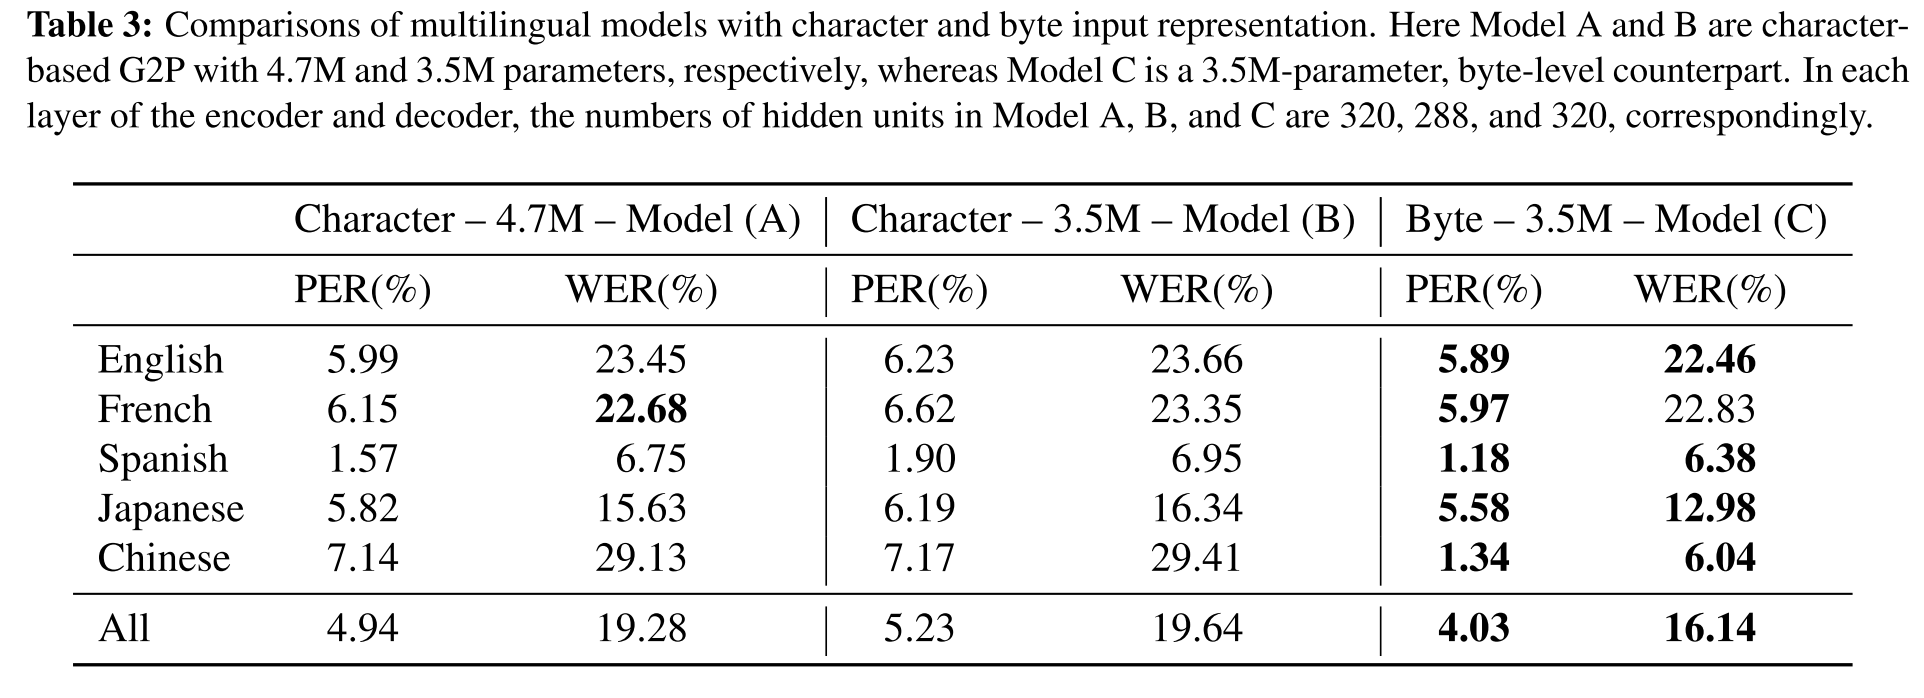 Table 3: Comparisons of multilingual models with character and byte input representation. Here Model A and B are character-
based G2P with 4.7M and 3.5M parameters, respectively, whereas Model C is a 3.5M-parameter, byte-level counterpart. In each
layer of the encoder and decoder, the numbers of hidden units in Model A, B, and C are 320, 288, and 320, correspondingly.
Character – 4.7M – Model (A) Character – 3.5M – Model (B) Byte – 3.5M – Model (C)
PER(%) WER(%) PER(%) WER(%) PER(%) WER(%)
English 5.99 23.45 6.23 23.66 5.89 22.46
French 6.15 22.68 6.62 23.35 5.97 22.83
Spanish 1.57 6.75 1.90 6.95 1.18 6.38
Japanese 5.82 15.63 6.19 16.34 5.58 12.98
Chinese 7.14 29.13 7.17 29.41 1.34 6.04
All 4.94 19.28 5.23 19.64 4.03 16.14